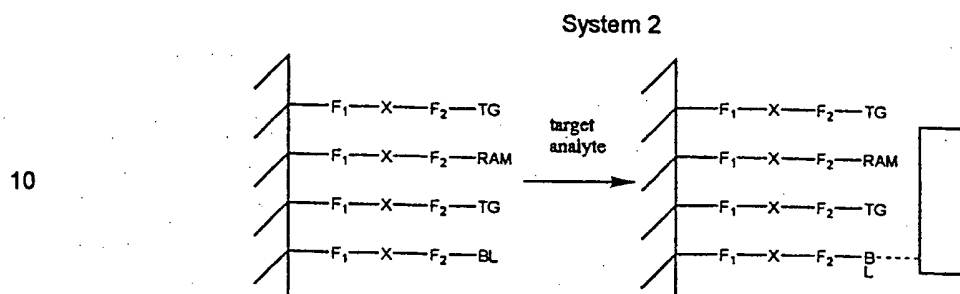 System 2
F₁—X—F₂—TG F₁—X—F₂—TG
target
analyte
F₁—X—F₂—RAM F₁—X—F₂—RAM
10
F₁—X—F₂—TG F₁—X—F₂—TG
F₁—X—F₂—BL F₁—X—F₂—B
L